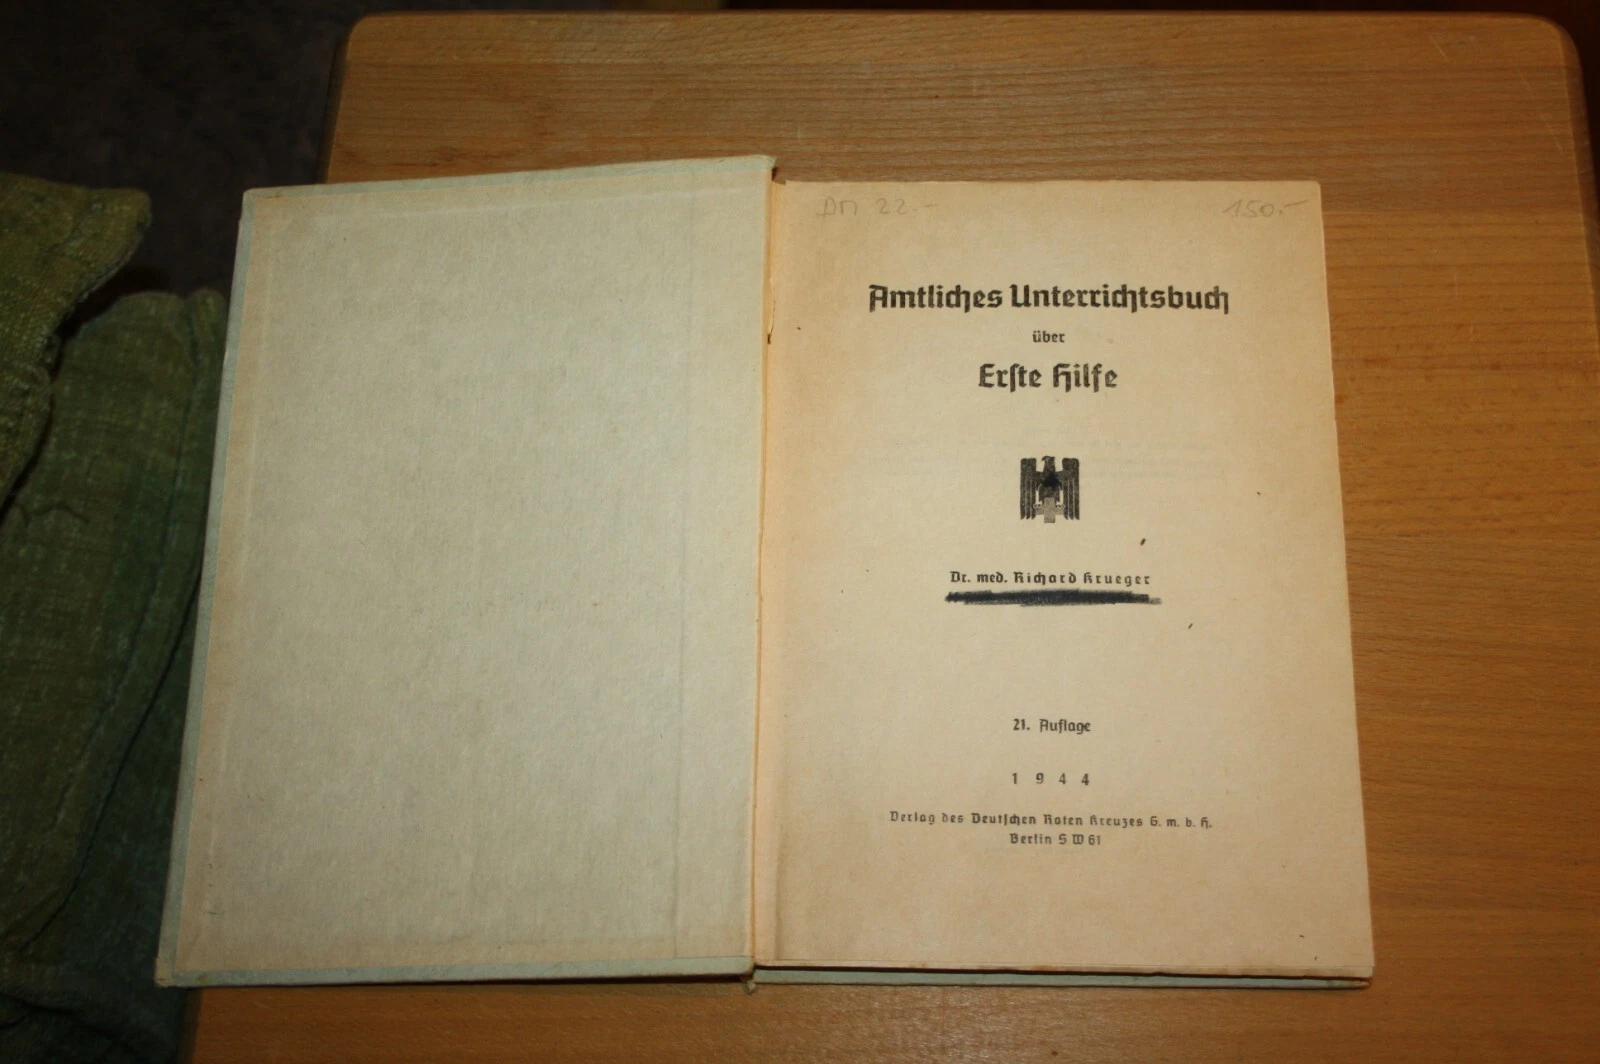 DM 22.- 150.-
Amtliches Unterrichtsbuch
über
Erste Hilfe
Dr. med. Richard Krueger
21. Auflage
1944
Verlag des Deutschen Roten Kreuzes G. m. b. H.
Berlin SW 61